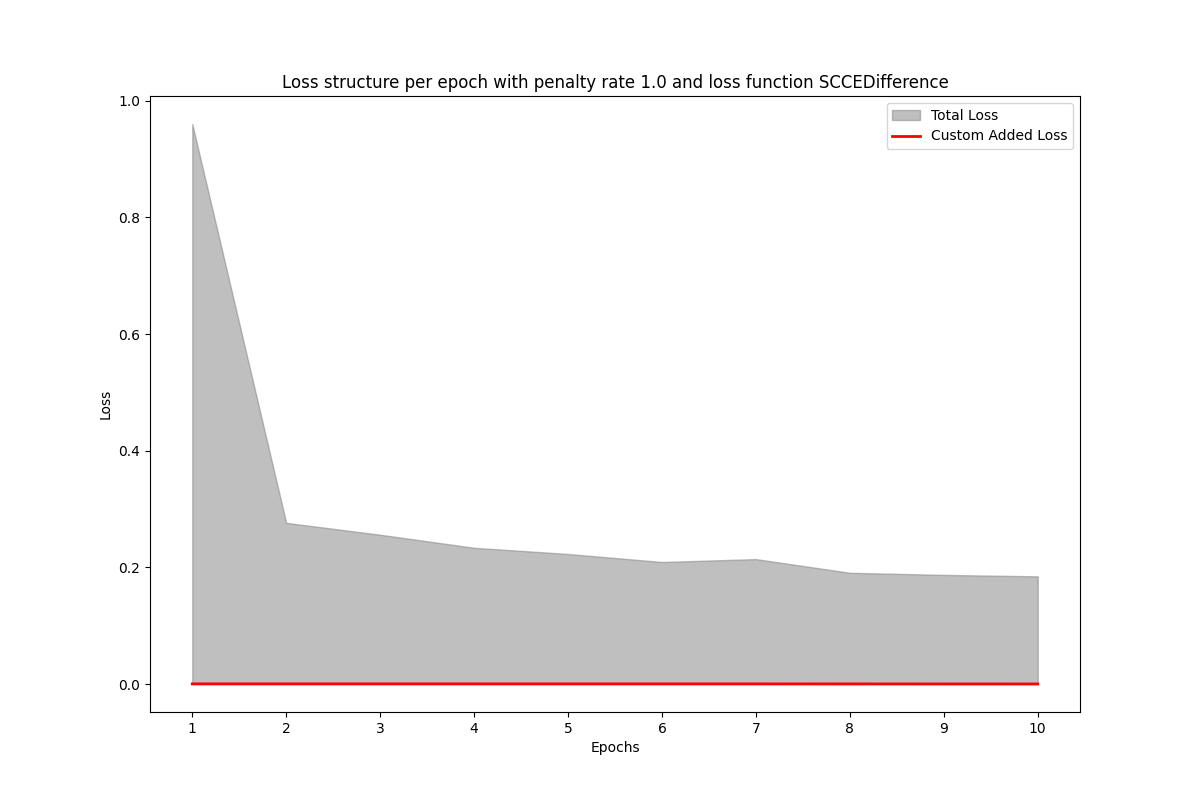 Loss structure per epoch with penalty rate 1.0 and loss function SCCEDifference
1.0
0.8
0.6
0.4
0.2
0.0
Loss
Total Loss
Custom Added Loss
1 2 3 4 5 6 7 8 9 10
Epochs